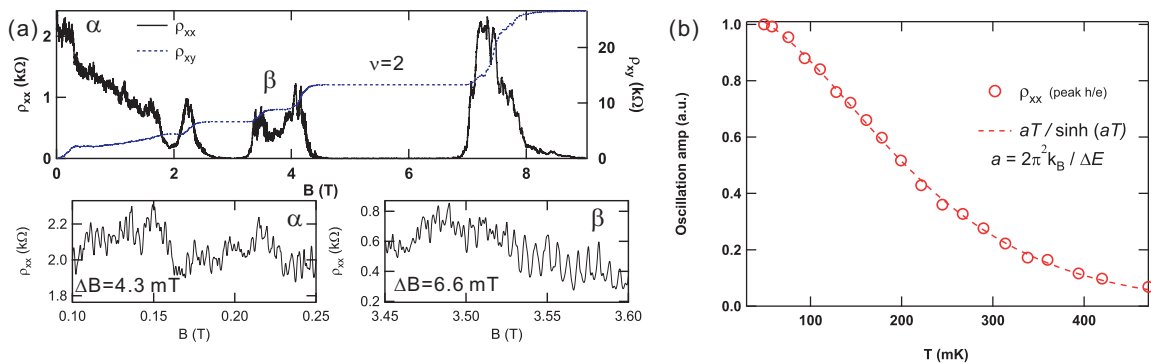 (a)
α
ρxx
ρxy
β
ν=2
ρxx (kΩ)
2
1
0
ρxy (kΩ)
20
10
0
0
2
4
6
8
B (T)
α
ρxx (kΩ)
2.2
2.0
1.8
ΔB=4.3 mT
0.10
0.15
0.20
0.25
B (T)
β
ρxx (kΩ)
0.8
0.6
0.4
0.2
ΔB=6.6 mT
3.45
3.50
3.55
3.60
B (T)
(b)
Oscillation amp (a.u.)
1.0
0.8
0.6
0.4
0.2
0.0
ρxx (peak h/e)
aT / sinh (aT)
a = 2π²kB / ΔE
100
200
300
400
T (mK)